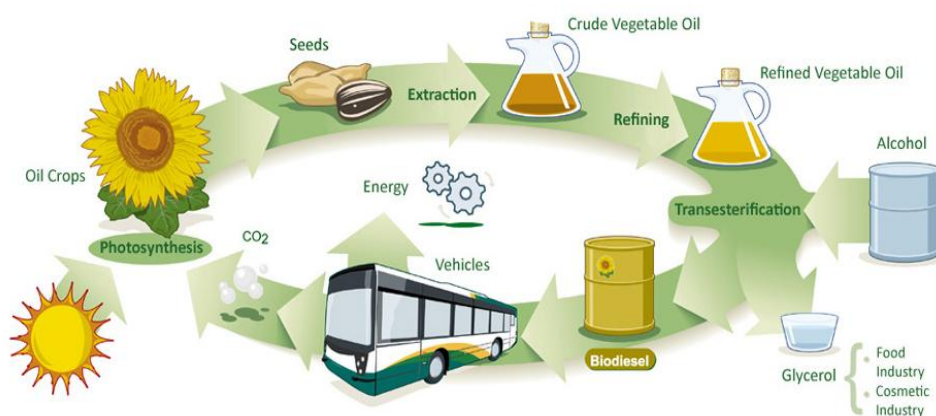 Crude Vegetable Oil
Seeds
Refined Vegetable Oil
Extraction
Refining
Alcohol
Oil Crops
Energy
Transesterification
CO2
Photosynthesis
Vehicles
Biodiesel
Glycerol
Food
Industry
Cosmetic
Industry